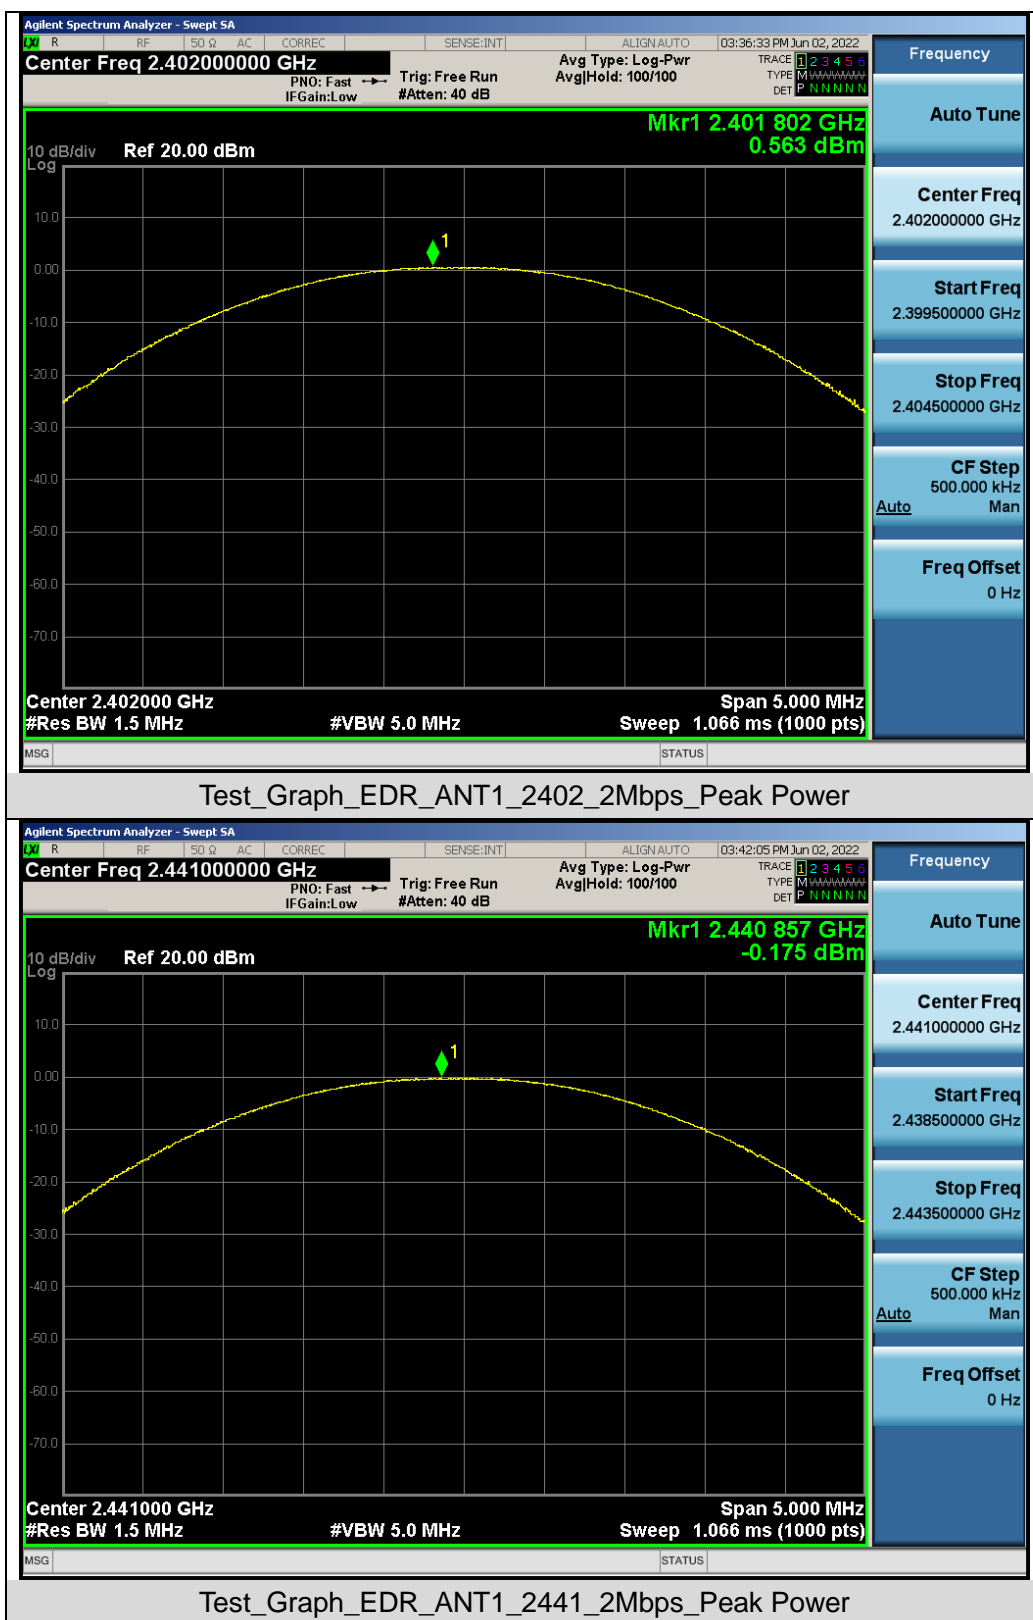 Agilent Spectrum Analyzer - Swept SA
LXI R RF 50 Ω AC CORREC SENSE:INT ALIGNAUTO 03:36:33 PM Jun 02, 2022
Center Freq 2.402000000 GHz
PNO: Fast
IFGain:Low
Trig: Free Run
#Atten: 40 dB
Avg Type: Log-Pwr
Avg|Hold: 100/100
TRACE 1 2 3 4 5 6
TYPE M WWWWW
DET P N N N N N
Mkr1 2.401 802 GHz
0.563 dBm
10 dB/div Ref 20.00 dBm
Log
10.0
1
0.00
-10.0
-20.0
-30.0
-40.0
-50.0
-60.0
-70.0
Center 2.402000 GHz Span 5.000 MHz
#Res BW 1.5 MHz #VBW 5.0 MHz Sweep 1.066 ms (1000 pts)
MSG STATUS
Frequency
Auto Tune
Center Freq
2.402000000 GHz
Start Freq
2.399500000 GHz
Stop Freq
2.404500000 GHz
CF Step
500.000 kHz
Auto Man
Freq Offset
0 Hz
Test_Graph_EDR_ANT1_2402_2Mbps_Peak Power
Agilent Spectrum Analyzer - Swept SA
LXI R RF 50 Ω AC CORREC SENSE:INT ALIGNAUTO 03:42:05 PM Jun 02, 2022
Center Freq 2.441000000 GHz
PNO: Fast
IFGain:Low
Trig: Free Run
#Atten: 40 dB
Avg Type: Log-Pwr
Avg|Hold: 100/100
TRACE 1 2 3 4 5 6
TYPE M WWWWW
DET P N N N N N
Mkr1 2.440 857 GHz
-0.175 dBm
10 dB/div Ref 20.00 dBm
Log
10.0
1
0.00
-10.0
-20.0
-30.0
-40.0
-50.0
-60.0
-70.0
Center 2.441000 GHz Span 5.000 MHz
#Res BW 1.5 MHz #VBW 5.0 MHz Sweep 1.066 ms (1000 pts)
MSG STATUS
Frequency
Auto Tune
Center Freq
2.441000000 GHz
Start Freq
2.438500000 GHz
Stop Freq
2.443500000 GHz
CF Step
500.000 kHz
Auto Man
Freq Offset
0 Hz
Test_Graph_EDR_ANT1_2441_2Mbps_Peak Power